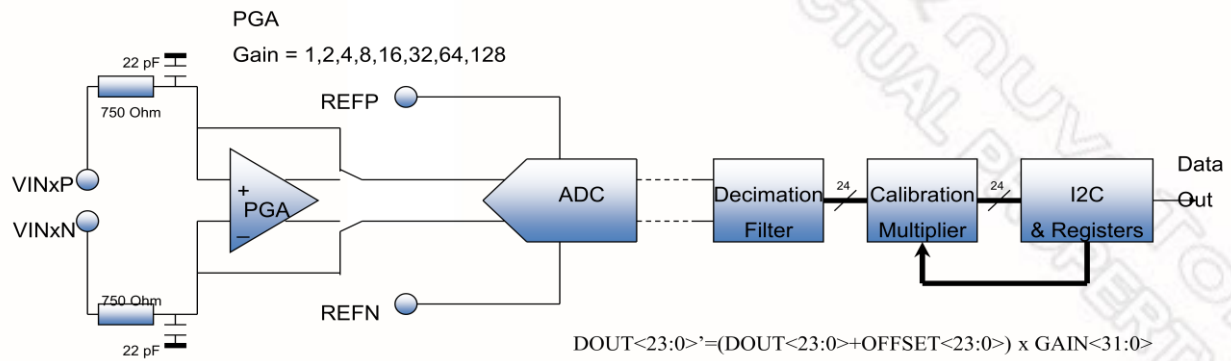 PGA
Gain = 1,2,4,8,16,32,64,128
22 pF
750 Ohm
REFP
VINxP
VINxN
+
PGA
–
ADC
Decimation
Filter
24
Calibration
Multiplier
24
I2C
& Registers
Data
Out
750 Ohm
22 pF
REFN
DOUT<23:0>'=(DOUT<23:0>+OFFSET<23:0>) x GAIN<31:0>